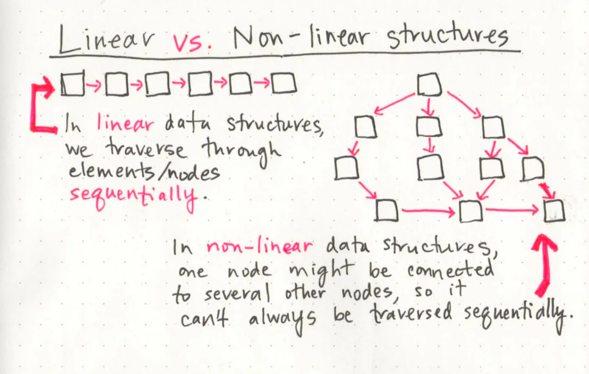 Linear vs. Non-linear structures
In linear data structures,
we traverse through
elements/nodes
sequentially.
In non-linear data structures,
one node might be connected
to several other nodes, so it
can't always be traversed sequentially.